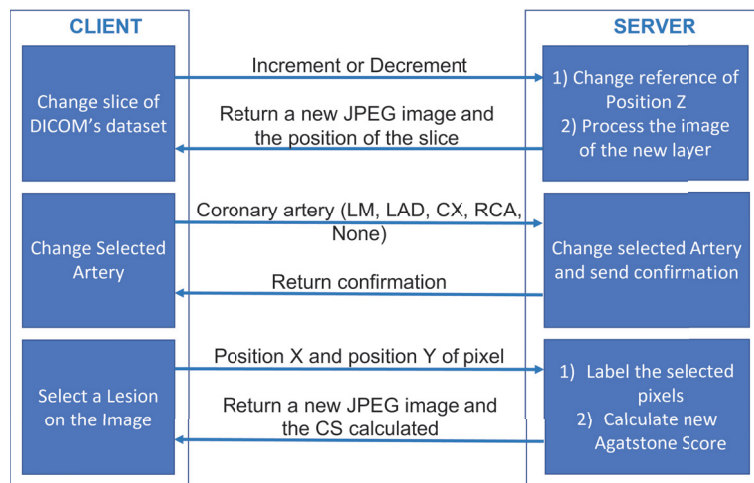 CLIENT
SERVER
Change slice of
DICOM's dataset
Increment or Decrement
Return a new JPEG image and
the position of the slice
1) Change reference of
Position Z
2) Process the image
of the new layer
Change Selected
Artery
Coronary artery (LM, LAD, CX, RCA,
None)
Return confirmation
Change selected Artery
and send confirmation
Select a Lesion
on the Image
Position X and position Y of pixel
Return a new JPEG image and
the CS calculated
1) Label the selected
pixels
2) Calculate new
Agatstone Score